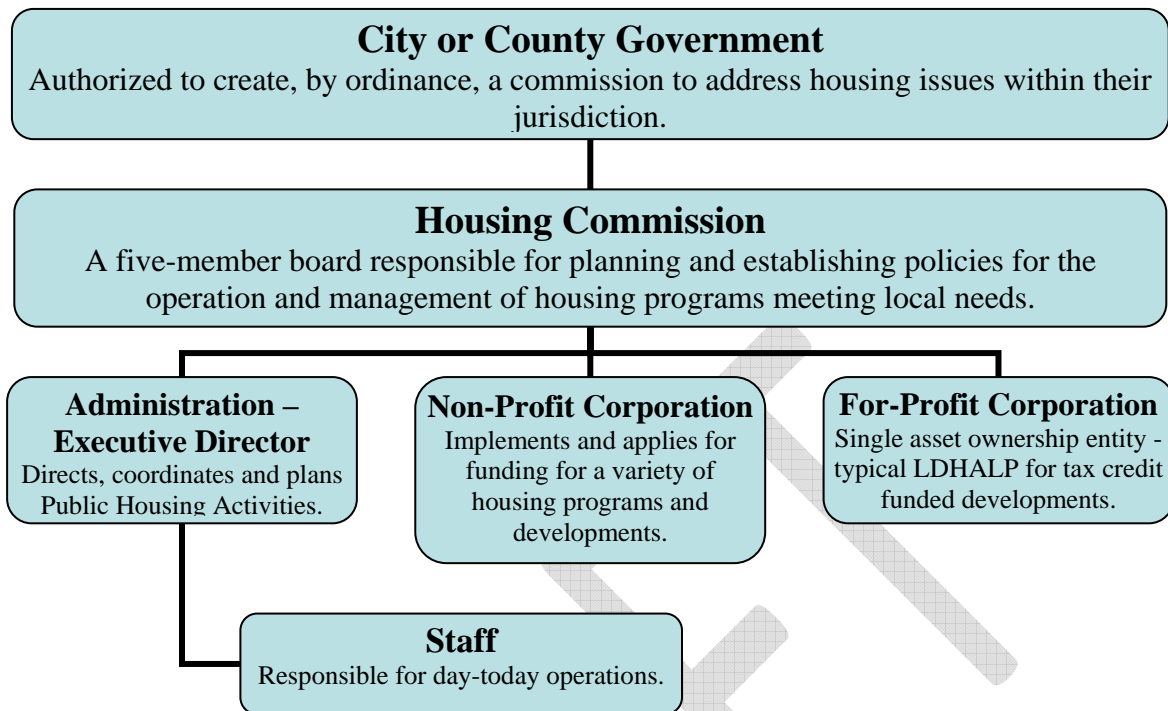 City or County Government
Authorized to create, by ordinance, a commission to address housing issues within their
jurisdiction.
Housing Commission
A five-member board responsible for planning and establishing policies for the
operation and management of housing programs meeting local needs.
Administration –
Executive Director
Directs, coordinates and plans
Public Housing Activities.
Non-Profit Corporation
Implements and applies for
funding for a variety of
housing programs and
developments.
For-Profit Corporation
Single asset ownership entity -
typical LDHALP for tax credit
funded developments.
Staff
Responsible for day-today operations.